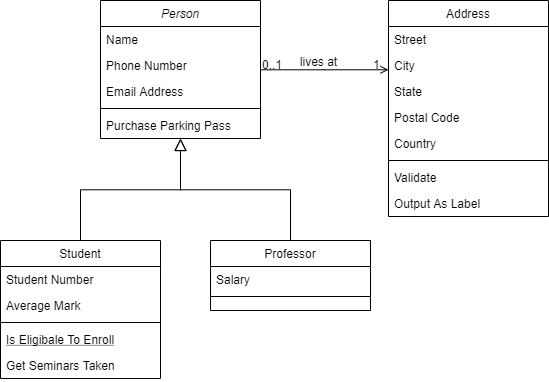 Person
Name
Phone Number
Email Address
Purchase Parking Pass
0..1 lives at 1
Address
Street
City
State
Postal Code
Country
Validate
Output As Label
Student
Student Number
Average Mark
Is Eligibale To Enroll
Get Seminars Taken
Professor
Salary